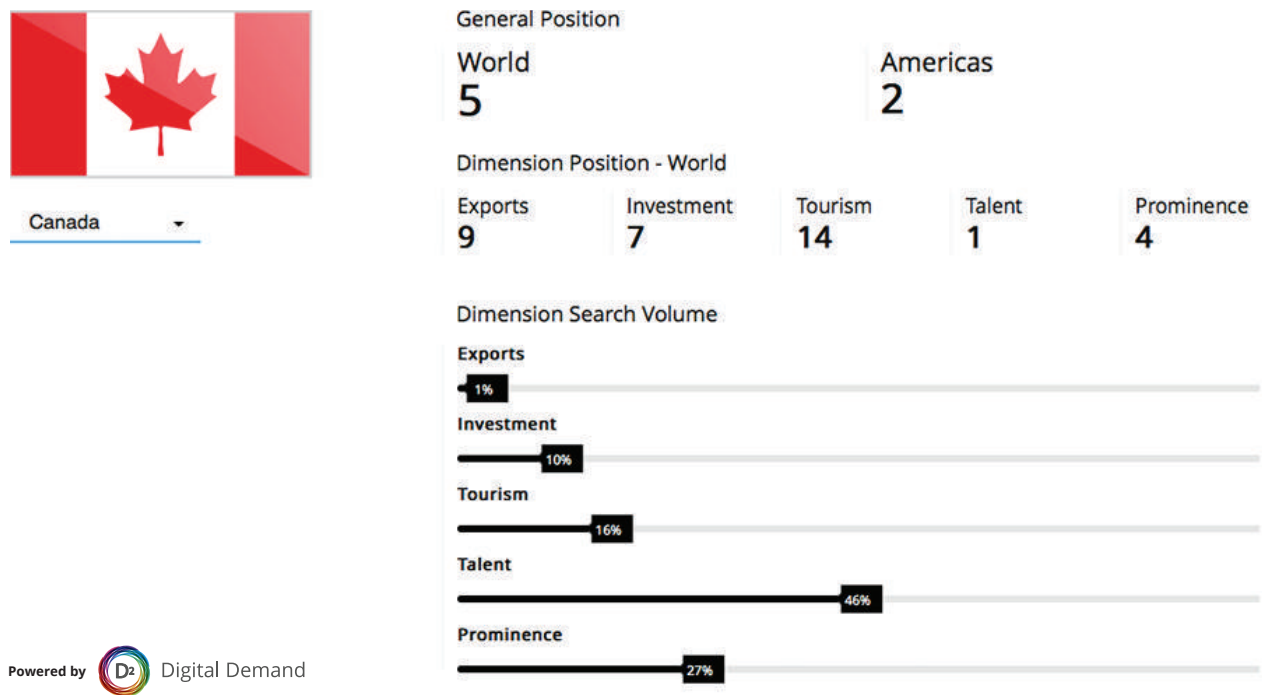 General Position
World
Americas
5
2
Dimension Position - World
Exports
Investment
Tourism
Talent
Prominence
9
7
14
1
4
Canada
Dimension Search Volume
Exports
1%
Investment
10%
Tourism
16%
Talent
46%
Prominence
27%
Powered by D² Digital Demand